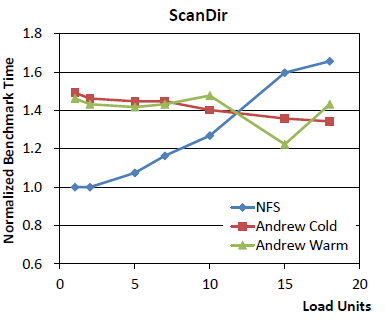 ScanDir
Normalized Benchmark Time
1.8
1.6
1.4
1.2
1.0
0.8
0.6
NFS
Andrew Cold
Andrew Warm
0 5 10 15 20
Load Units